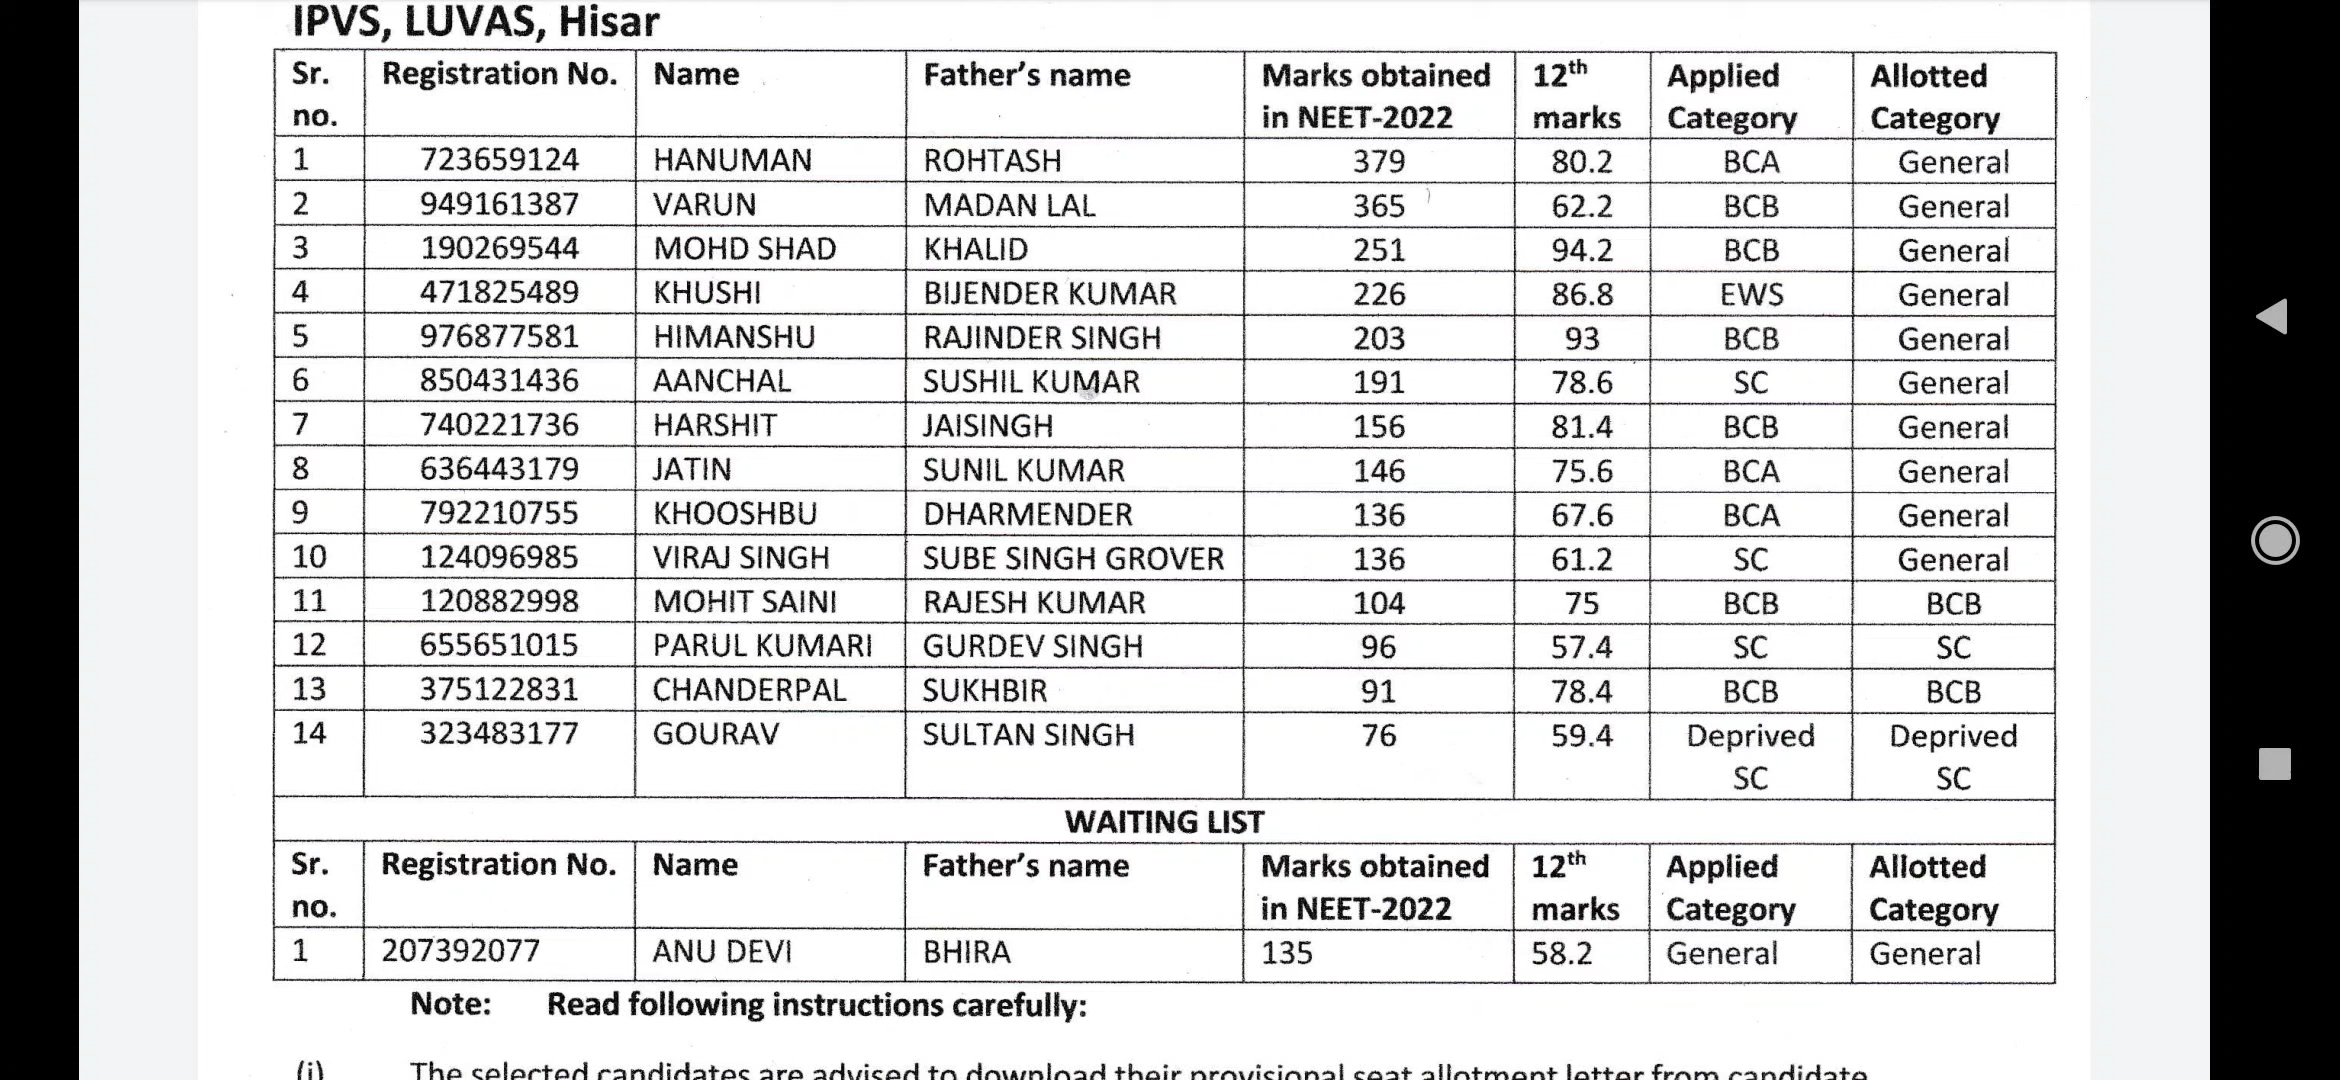 IPVS, LUVAS, Hisar
Sr. no. Registration No. Name Father's name Marks obtained in NEET-2022 12th marks Applied Category Allotted Category
1 723659124 HANUMAN ROHTASH 379 80.2 BCA General
2 949161387 VARUN MADAN LAL 365 62.2 BCB General
3 190269544 MOHD SHAD KHALID 251 94.2 BCB General
4 471825489 KHUSHI BIJENDER KUMAR 226 86.8 EWS General
5 976877581 HIMANSHU RAJINDER SINGH 203 93 BCB General
6 850431436 AANCHAL SUSHIL KUMAR 191 78.6 SC General
7 740221736 HARSHIT JAISINGH 156 81.4 BCB General
8 636443179 JATIN SUNIL KUMAR 146 75.6 BCA General
9 792210755 KHOOSHBU DHARMENDER 136 67.6 BCA General
10 124096985 VIRAJ SINGH SUBE SINGH GROVER 136 61.2 SC General
11 120882998 MOHIT SAINI RAJESH KUMAR 104 75 BCB BCB
12 655651015 PARUL KUMARI GURDEV SINGH 96 57.4 SC SC
13 375122831 CHANDERPAL SUKHBIR 91 78.4 BCB BCB
14 323483177 GOURAV SULTAN SINGH 76 59.4 Deprived SC Deprived SC
WAITING LIST
Sr. no. Registration No. Name Father's name Marks obtained in NEET-2022 12th marks Applied Category Allotted Category
1 207392077 ANU DEVI BHIRA 135 58.2 General General
Note: Read following instructions carefully:
(i) The selected candidates are advised to download their provisional seat allotment letter from candidate